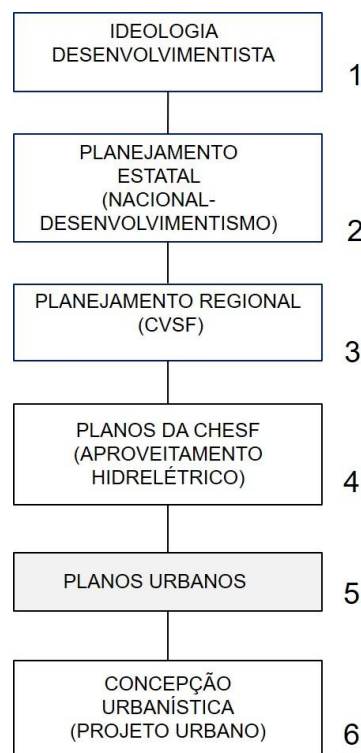 IDEOLOGIA
DESENVOLVIMENTISTA
1
PLANEJAMENTO
ESTATAL
(NACIONAL-
DESENVOLVIMENTISMO)
2
PLANEJAMENTO REGIONAL
(CVSF)
3
PLANOS DA CHESF
(APROVEITAMENTO
HIDRELÉTRICO)
4
PLANOS URBANOS
5
CONCEPÇÃO
URBANÍSTICA
(PROJETO URBANO)
6